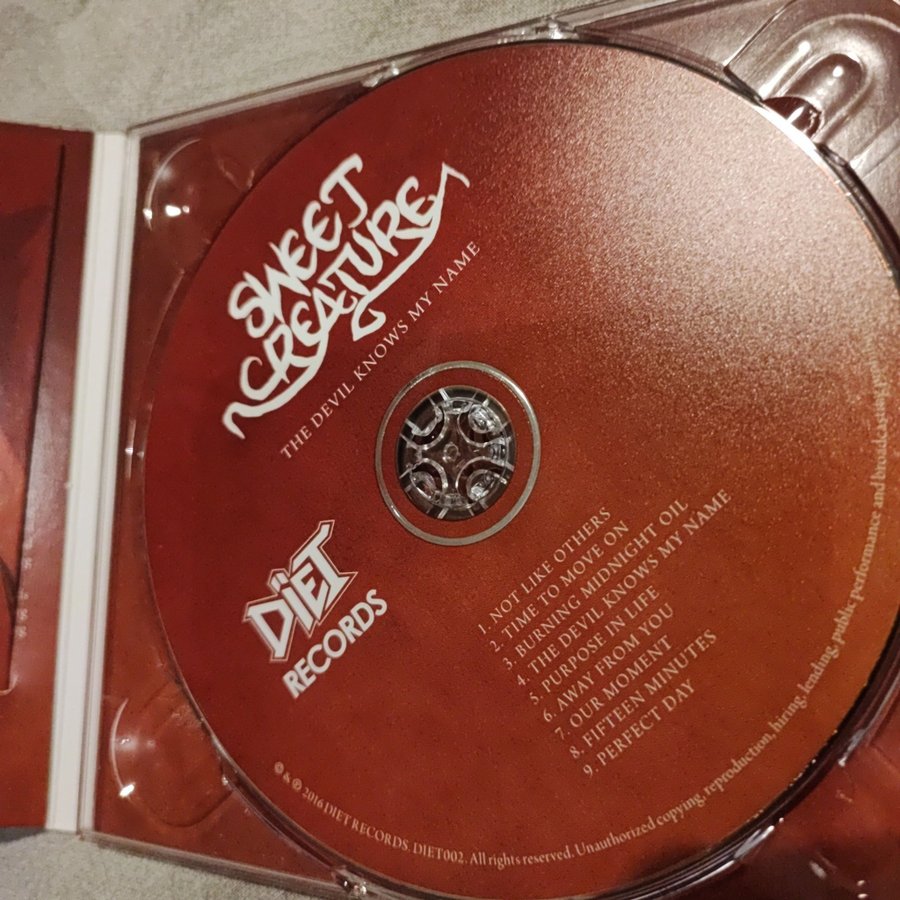 SWEET
CREATURE
THE DEVIL KNOWS MY NAME
DÏET
RECORDS
1. NOT LIKE OTHERS
2. TIME TO MOVE ON
3. BURNING MIDNIGHT OIL
4. THE DEVIL KNOWS MY NAME
5. PURPOSE IN LIFE
6. AWAY FROM YOU
7. OUR MOMENT
8. FIFTEEN MINUTES
9. PERFECT DAY
© & ℗ 2016 DIET RECORDS. DIET002. All rights reserved. Unauthorized copying, reproduction, hiring, lending, public performance and broadcasting